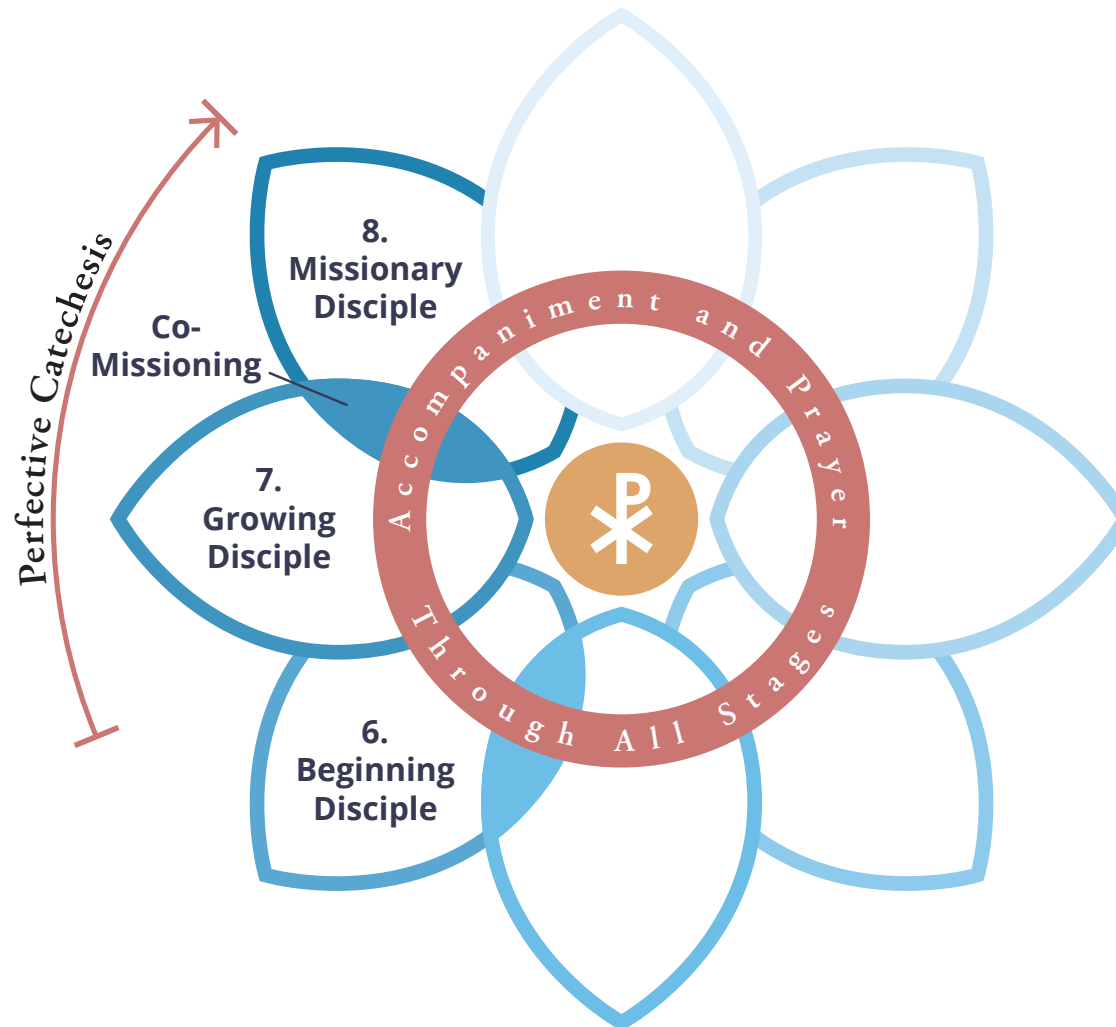 8.
Missionary
Disciple
Co-
Missioning
Perfective Catechesis
7.
Growing
Disciple
6.
Beginning
Disciple
Accompaniment and Prayer
Through All Stages